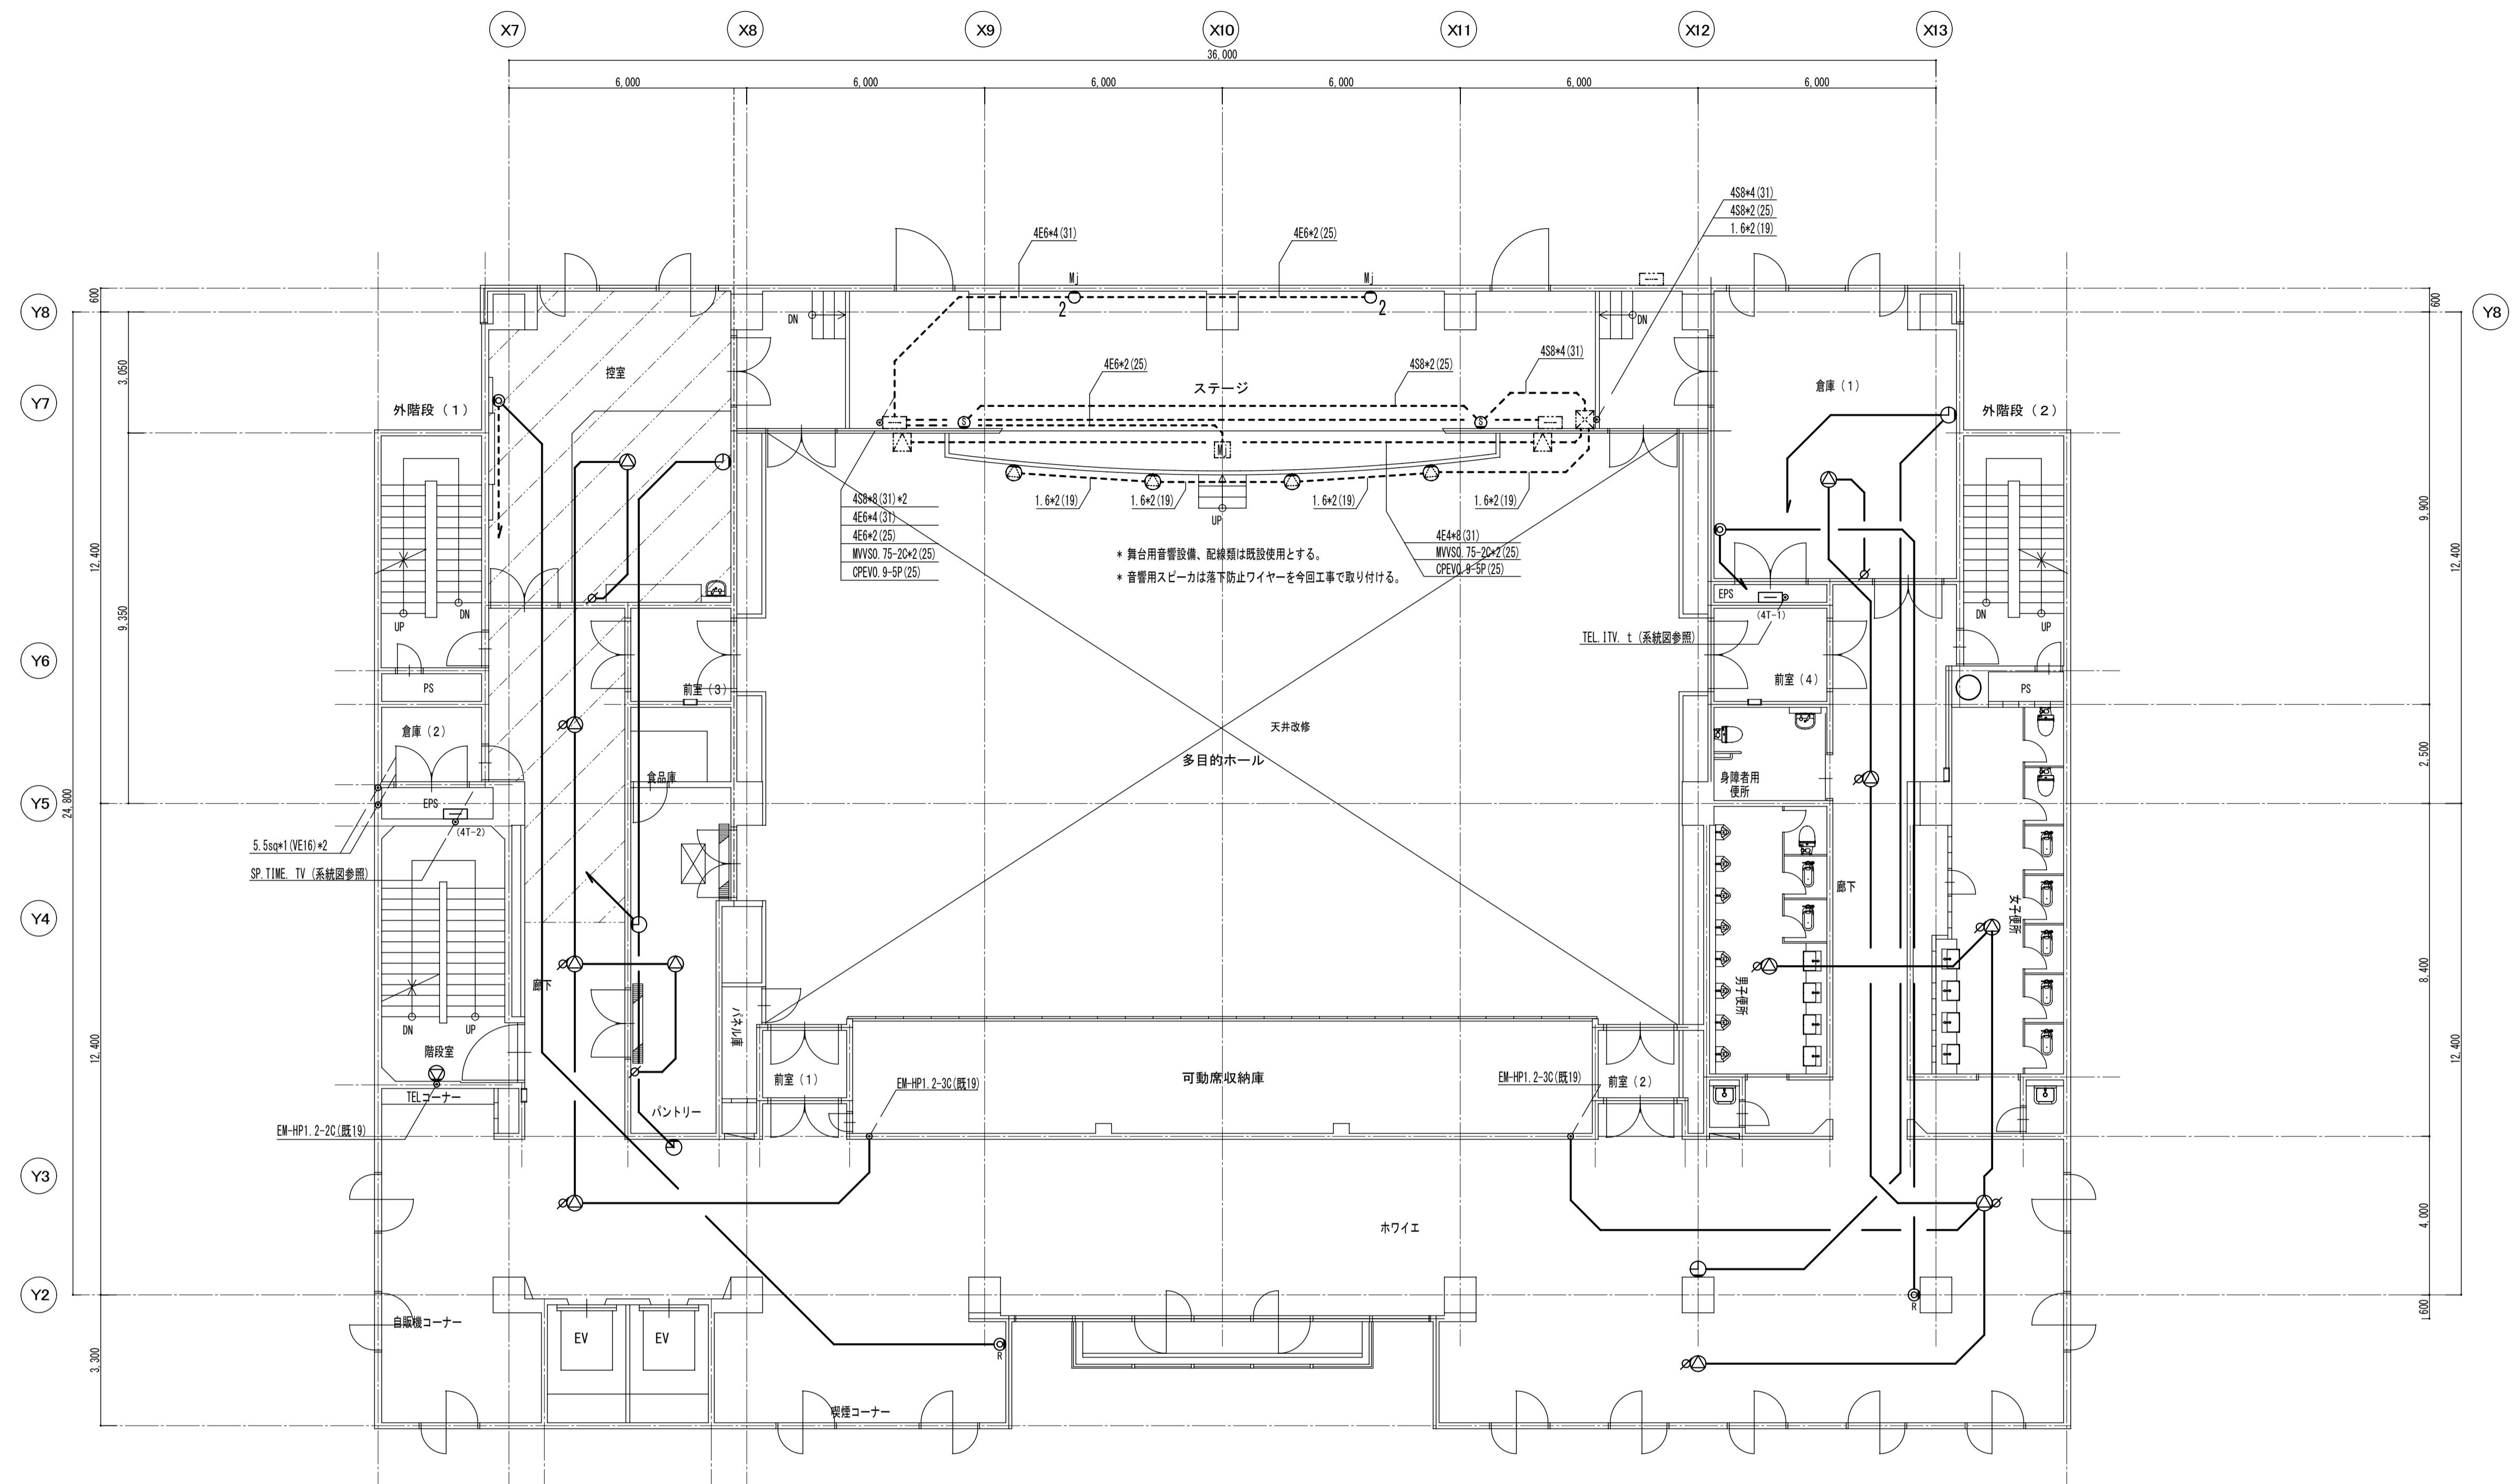 X7 X8 X9 X10 X11 X12 X13
36,000
6,000 6,000 6,000 6,000 6,000 6,000
4S8*4(31)
4S8*2(25)
1.6*2(19)
4E6*4(31)
4E6*2(25)
Mj
Mj
2
2
600
600
Y8
Y8
DN
DN
3,050
4E6*2(25)
4S8*2(25)
4S8*4(31)
控室
ステージ
倉庫(1)
Y7
外階段(1)
外階段(2)
S
S
Mj
4S8*8(31)*2
4E6*4(31)
4E6*2(25)
MVVS0.75-2C*2(25)
CPEV0.9-5P(25)
1.6*2(19)
1.6*2(19)
1.6*2(19)
1.6*2(19)
UP
4E4*8(31)
MVVS0.75-2C*2(25)
CPEV0.9-5P(25)
* 舞台用音響設備、配線類は既設使用とする。
* 音響用スピーカは落下防止ワイヤーを今回工事で取り付ける。
12,400
9,900
12,400
9,350
DN
UP
EPS
(4T-1)
DN
UP
TEL.ITV. t (系統図参照)
Y6
PS
前室(3)
前室(4)
PS
倉庫(2)
天井改修
多目的ホール
食品庫
身障者用
便所
2,500
Y5
24,800
EPS
(4T-2)
5.5sq*1(VE16)*2
SP.TIME. TV (系統図参照)
廊下
女子便所
Y4
廊下
男子便所
パネル庫
8,400
DN
UP
階段室
12,400
12,400
前室(1)
EM-HP1.2-3C(既19)
可動席収納庫
EM-HP1.2-3C(既19)
前室(2)
TELコーナー
パントリー
EM-HP1.2-2C(既19)
Y3
ホワイエ
4,000
Y2
R
600
自販機コーナー
EV
EV
R
3,300
喫煙コーナー